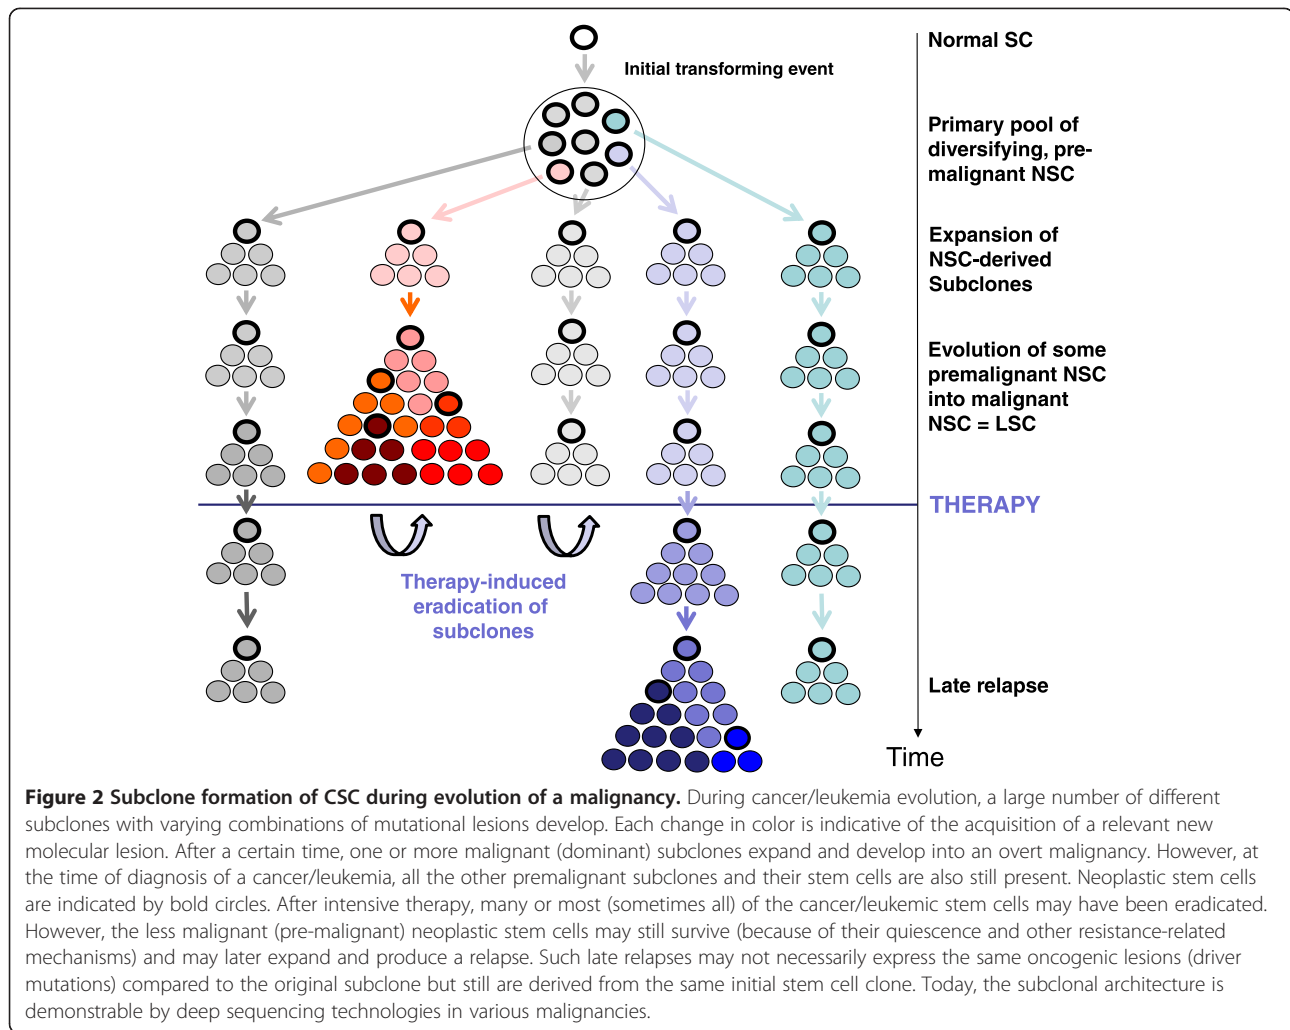 Normal SC
Initial transforming event
Primary pool of
diversifying, pre-
malignant NSC
Expansion of
NSC-derived
Subclones
Evolution of some
premalignant NSC
into malignant
NSC = LSC
THERAPY
Therapy-induced
eradication of
subclones
Late relapse
Time
Figure 2 Subclone formation of CSC during evolution of a malignancy. During cancer/leukemia evolution, a large number of different
subclones with varying combinations of mutational lesions develop. Each change in color is indicative of the acquisition of a relevant new
molecular lesion. After a certain time, one or more malignant (dominant) subclones expand and develop into an overt malignancy. However, at
the time of diagnosis of a cancer/leukemia, all the other premalignant subclones and their stem cells are also still present. Neoplastic stem cells
are indicated by bold circles. After intensive therapy, many or most (sometimes all) of the cancer/leukemic stem cells may have been eradicated.
However, the less malignant (pre-malignant) neoplastic stem cells may still survive (because of their quiescence and other resistance-related
mechanisms) and may later expand and produce a relapse. Such late relapses may not necessarily express the same oncogenic lesions (driver
mutations) compared to the original subclone but still are derived from the same initial stem cell clone. Today, the subclonal architecture is
demonstrable by deep sequencing technologies in various malignancies.